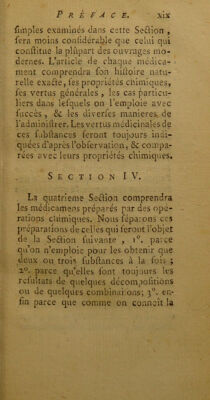 PRÉFACE. xix
simples examinés dans cette Section ,
sera moins considérable que celui qui
constitue la plûpart des ouvrages mo-
dernes. L'article de chaque médica-
ment comprendra son histoire natu-
relle exacte, ses propriétés chimiques,
ses vertus générales , les cas particu-
liers dans lesquels on l'emploie avec
succès , & les diverses manieres de
l'administrer. Les vertus médicinales de
ces substances seront toujours indi-
quées d'après l'observation, & compa-
rées avec leurs propriétés chimiques.
SECTION IV.
La quatrieme Section comprendra
les médicamens préparés par des opé-
rations chimiques. Nous séparons ces
préparations de celles qui seront l'objet
de la Section suivante , 1°. parce
qu'on n'emploie pour les obtenir que
deux ou trois substances à la fois ;
2°. parce qu'elles sont toujours les
résultats de quelques décompositions
ou de quelques combinaisons; 3°. en-
fin parce que comme on connoît la